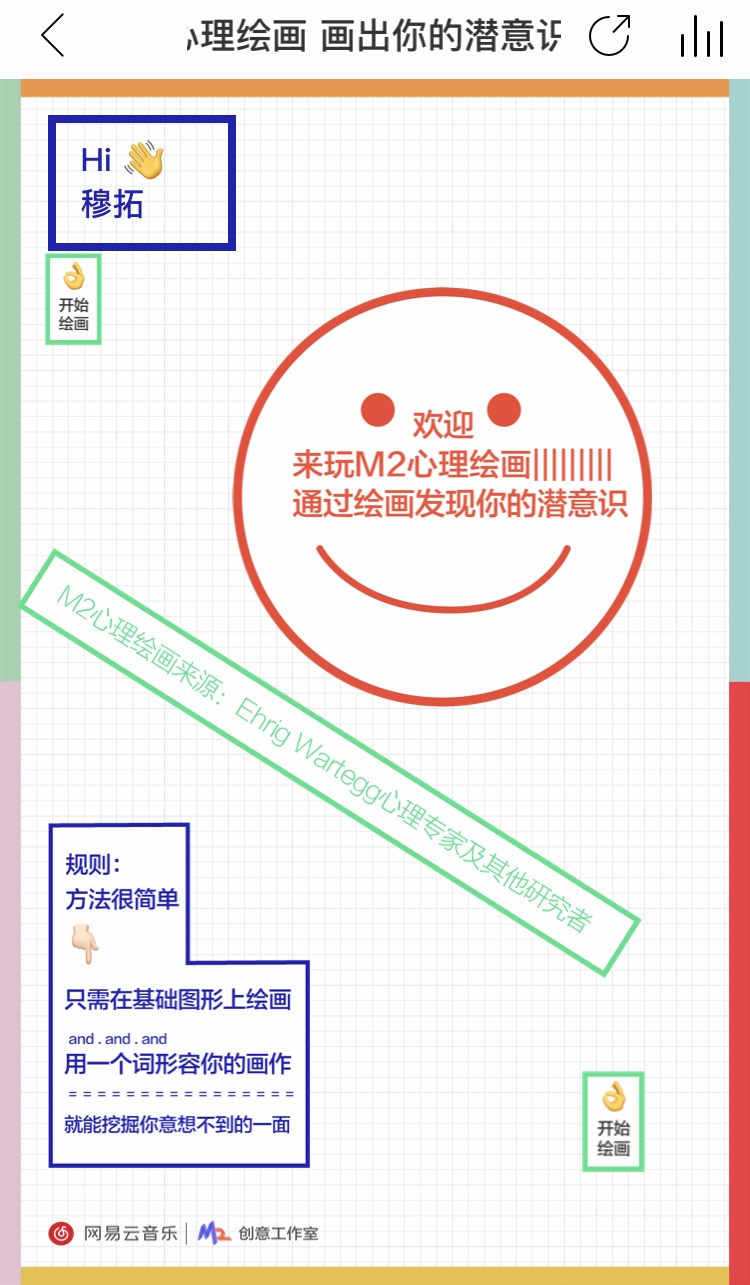 心理绘画 画出你的潜意识
Hi 👋
穆拓
👌
开始
绘画
欢迎
来玩M2心理绘画|||||||||
通过绘画发现你的潜意识
M2心理绘画来源：Ehrig Wartegg心理专家及其他研究者
规则：
方法很简单
👇
只需在基础图形上绘画
and . and . and
用一个词形容你的画作
= = = = = = = = = = = = = = = =
就能挖掘你意想不到的一面
👌
开始
绘画
网易云音乐 | M2 创意工作室